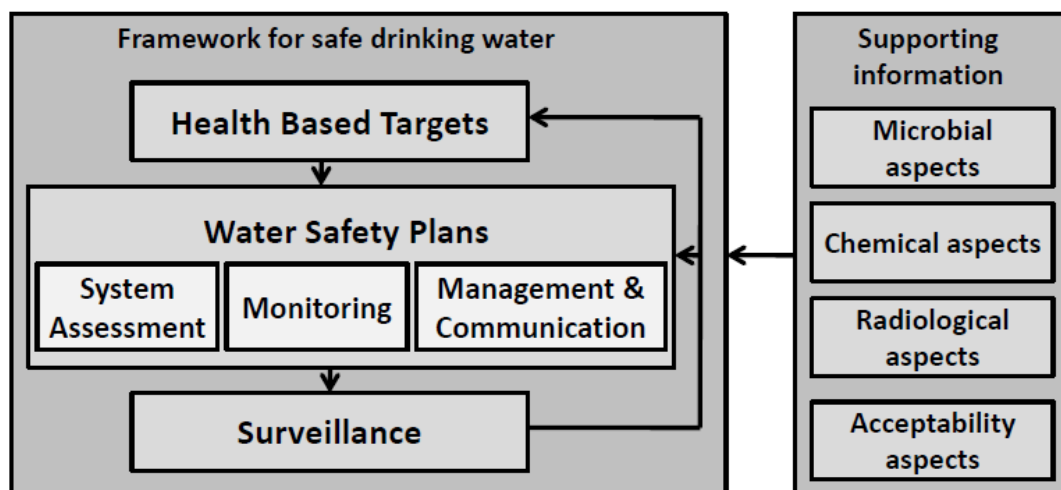 Framework for safe drinking water
Health Based Targets
Water Safety Plans
System
Assessment
Monitoring
Management &
Communication
Surveillance
Supporting
information
Microbial
aspects
Chemical aspects
Radiological
aspects
Acceptability
aspects